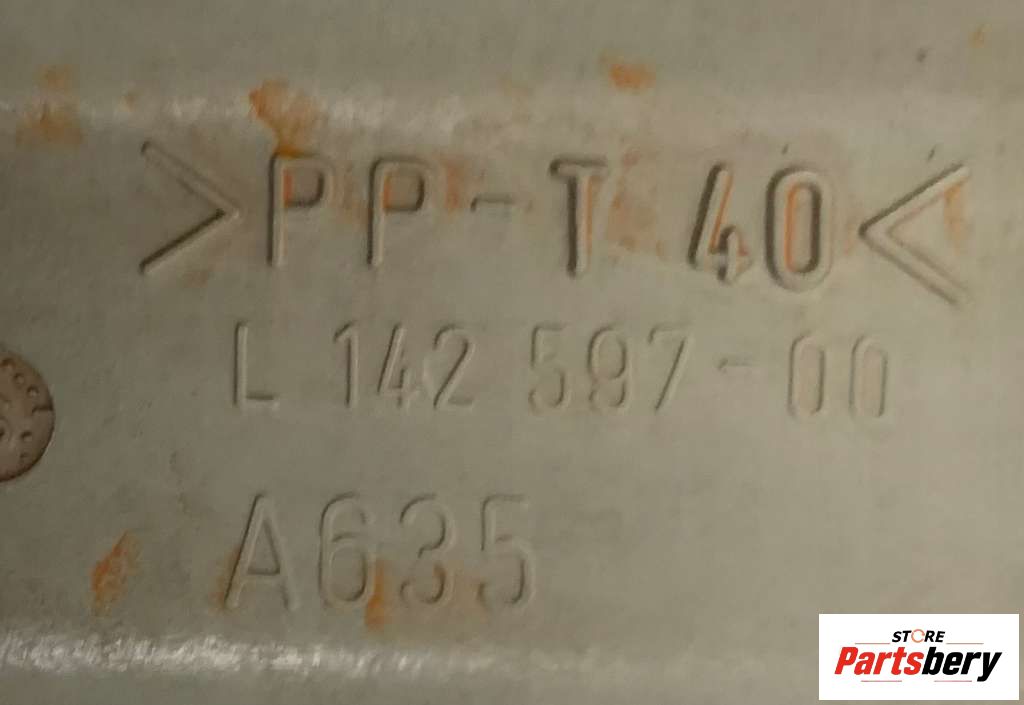 >PP-T 40<
L 142 597-00
A635
STORE
Partsbery